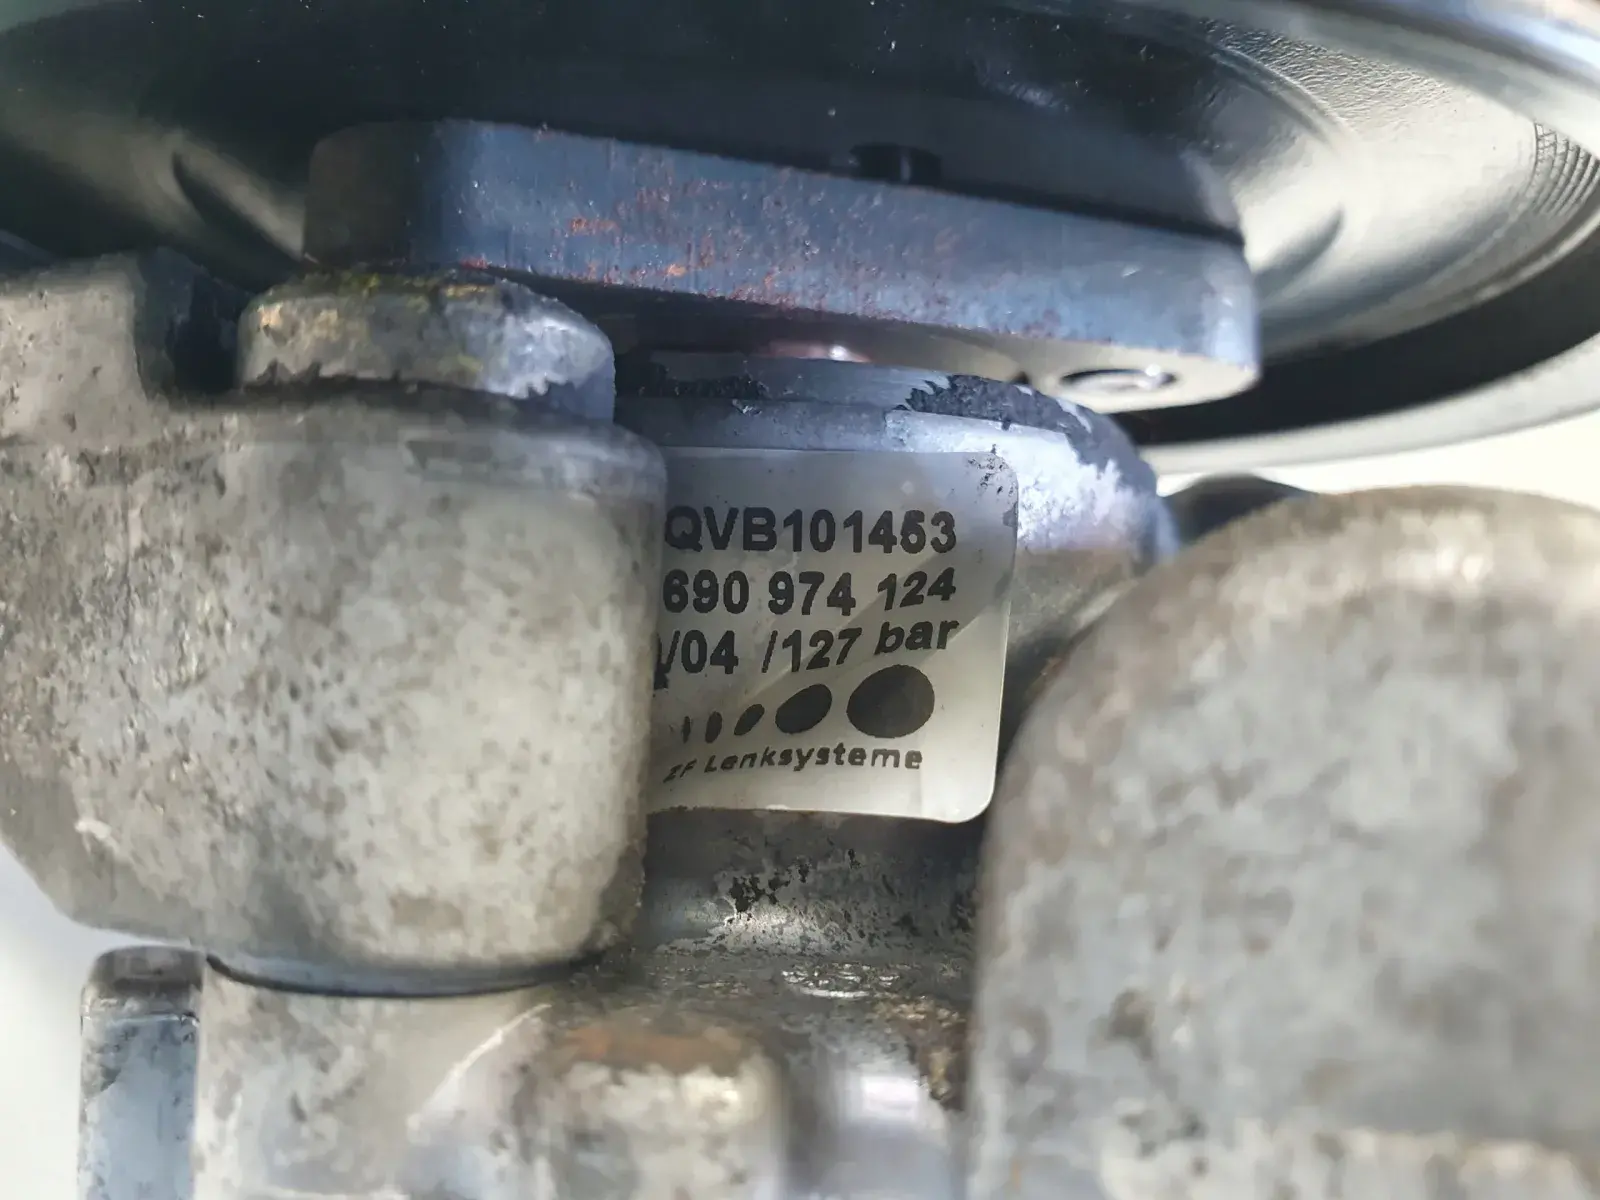 QVB101453
690 974 124
/04 /127 bar
ZF Lenksysteme